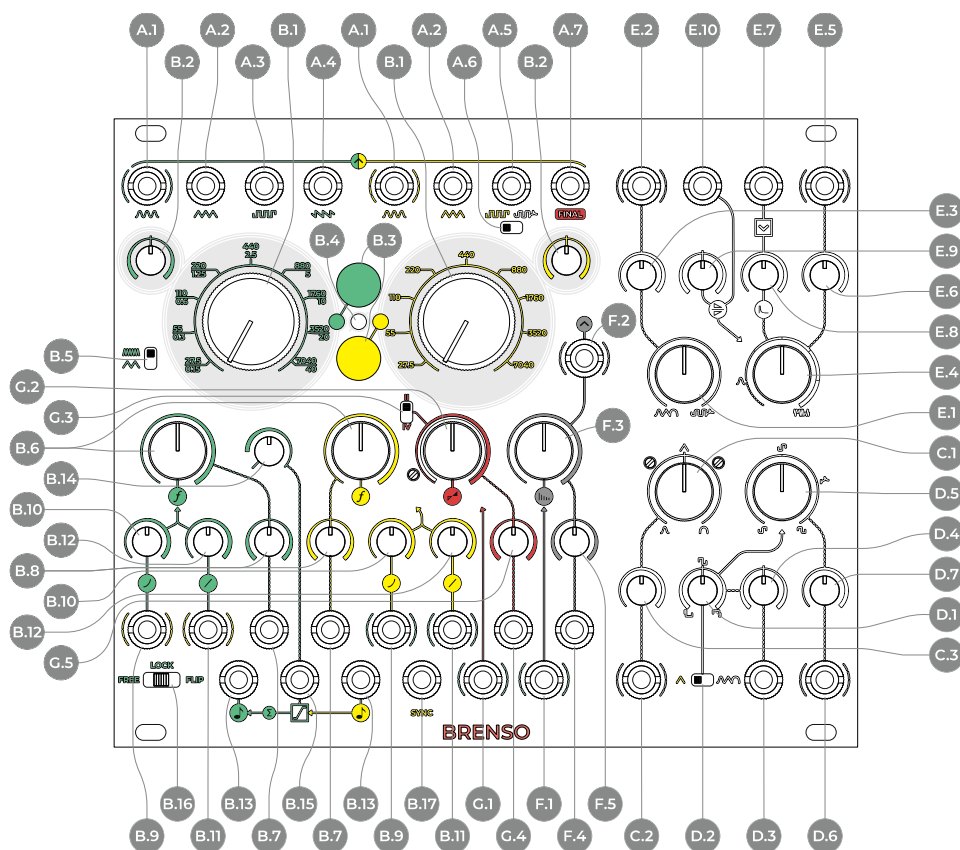 A.1 A.2 B.1 A.1 A.2 A.5 A.7 E.2 E.10 E.7 E.5
B.2 A.3 A.4 B.1 A.6 B.2
FINAL
E.3
B.4 B.3
E.9
440 2.5
220 1.25
880 5
110 0.6
1760 10
55 0.3
3520 20
27.5 0.15
7040 40
440
220
880
110
1760
55
3520
27.5
7040
E.6
F.2
E.8
B.5
E.4
G.2
E.1
G.3
F.3
B.6
C.1
B.14
D.5
B.10
D.4
B.12
D.7
B.8
B.10
D.1
B.12
C.3
G.5
LOCK
FREE FLIP
SYNC
BRENSO
B.16 B.13 B.15 B.13 B.17 G.1 F.1 F.5
B.9 B.11 B.7 B.7 B.9 B.11 G.4 F.4 C.2 D.2 D.3 D.6